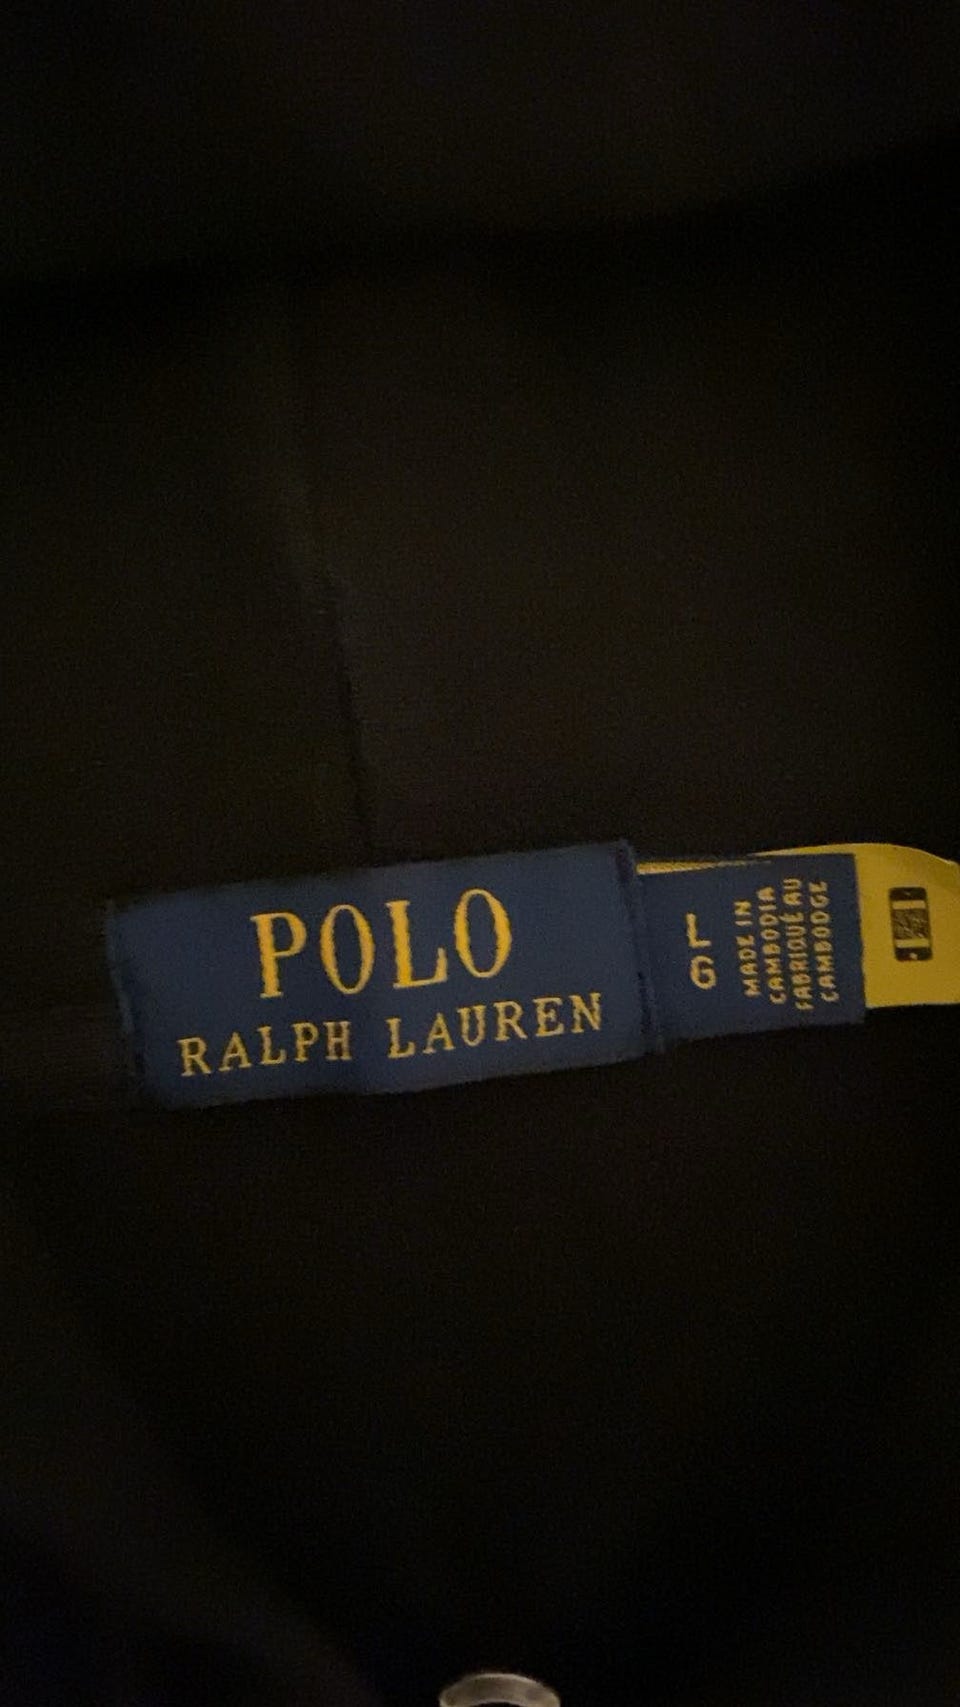 POLO
RALPH LAUREN
L
G
MADE IN
CAMBODIA
FABRIQUÉ AU
CAMBODGE